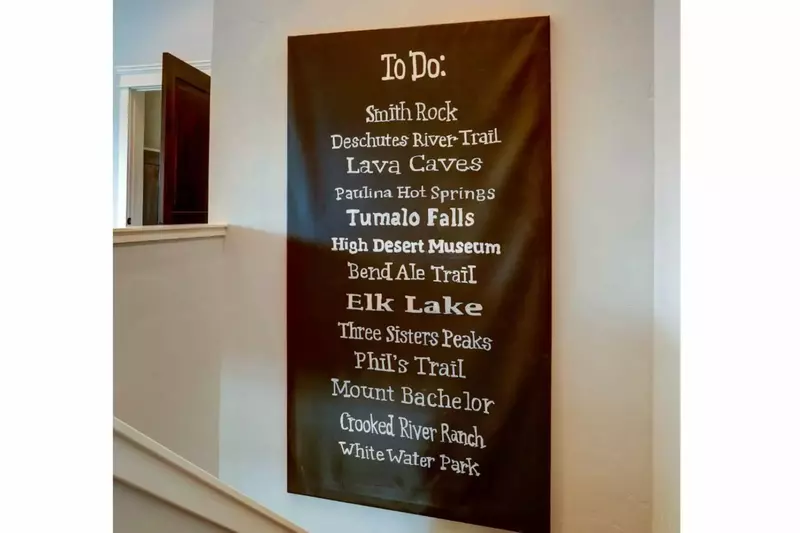 To Do:
Smith Rock
Deschutes River Trail
Lava Caves
Paulina Hot Springs
Tumalo Falls
High Desert Museum
Bend Ale Trail
Elk Lake
Three Sisters Peaks
Phil's Trail
Mount Bachelor
Crooked River Ranch
White Water Park